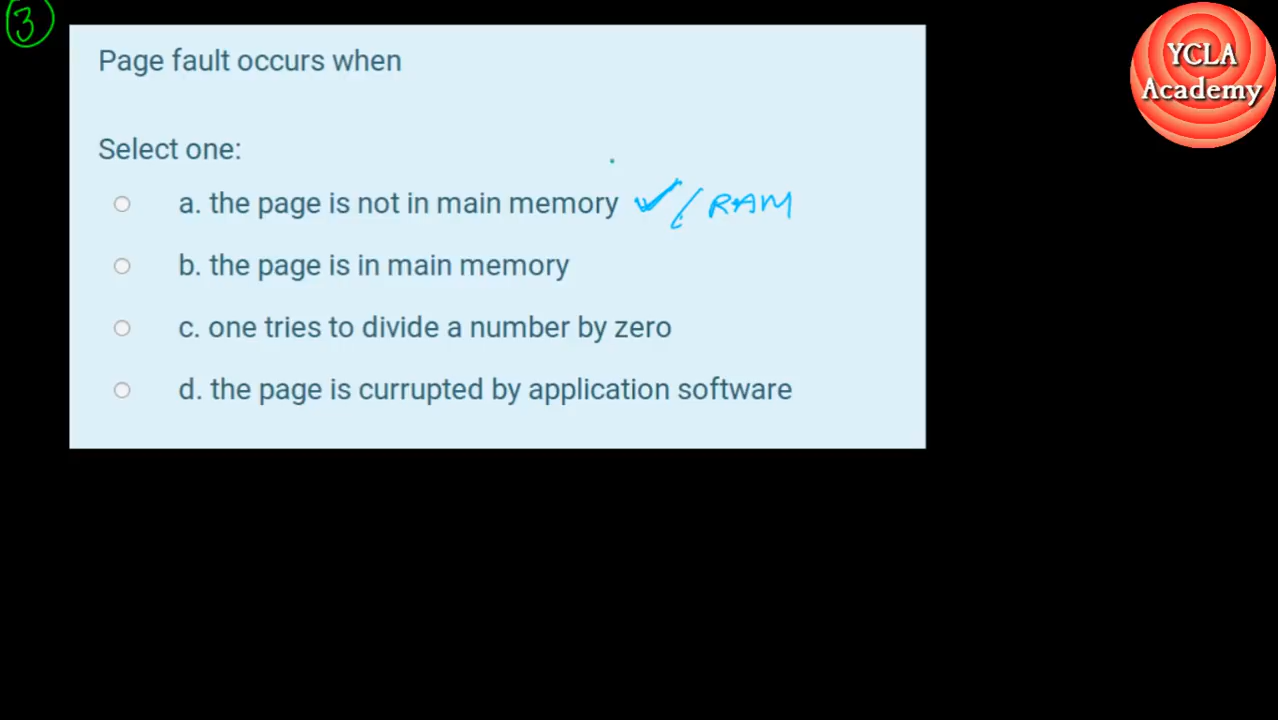 3
YCLA
Academy
Page fault occurs when
Select one:
a. the page is not in main memory ✓/ RAM
b. the page is in main memory
c. one tries to divide a number by zero
d. the page is currupted by application software